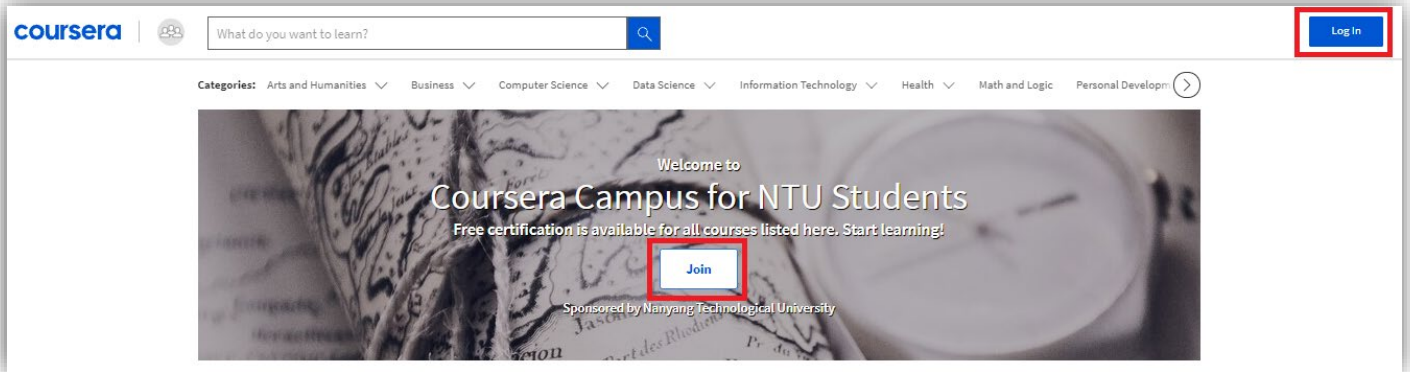 coursera
What do you want to learn?
Log In
Categories: Arts and Humanities Business Computer Science Data Science Information Technology Health Math and Logic Personal Developm
Welcome to
Coursera Campus for NTU Students
Free certification is available for all courses listed here. Start learning!
Join
Sponsored by Nanyang Technological University